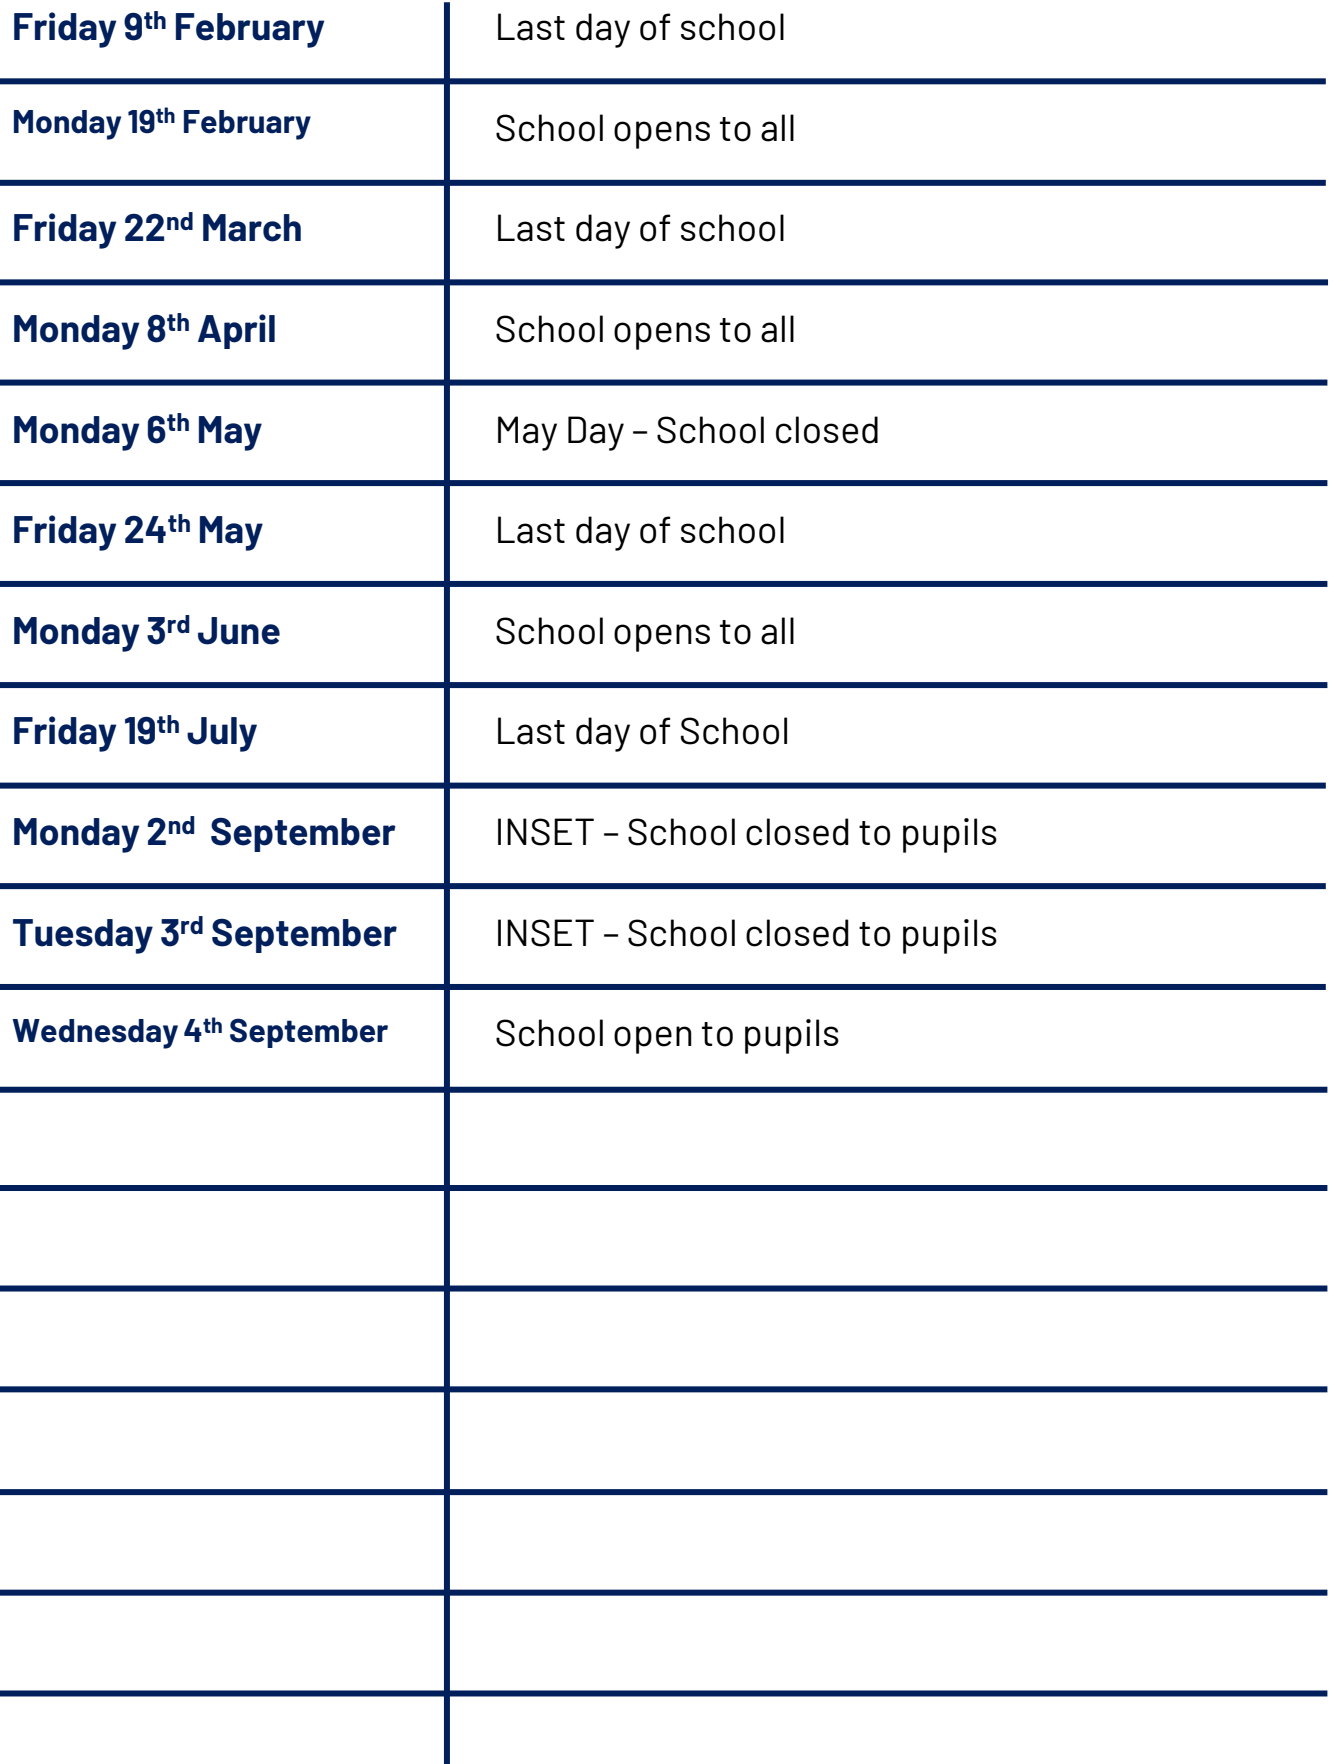 Friday 9th February Last day of school
Monday 19th February School opens to all
Friday 22nd March Last day of school
Monday 8th April School opens to all
Monday 6th May May Day – School closed
Friday 24th May Last day of school
Monday 3rd June School opens to all
Friday 19th July Last day of School
Monday 2nd September INSET – School closed to pupils
Tuesday 3rd September INSET – School closed to pupils
Wednesday 4th September School open to pupils